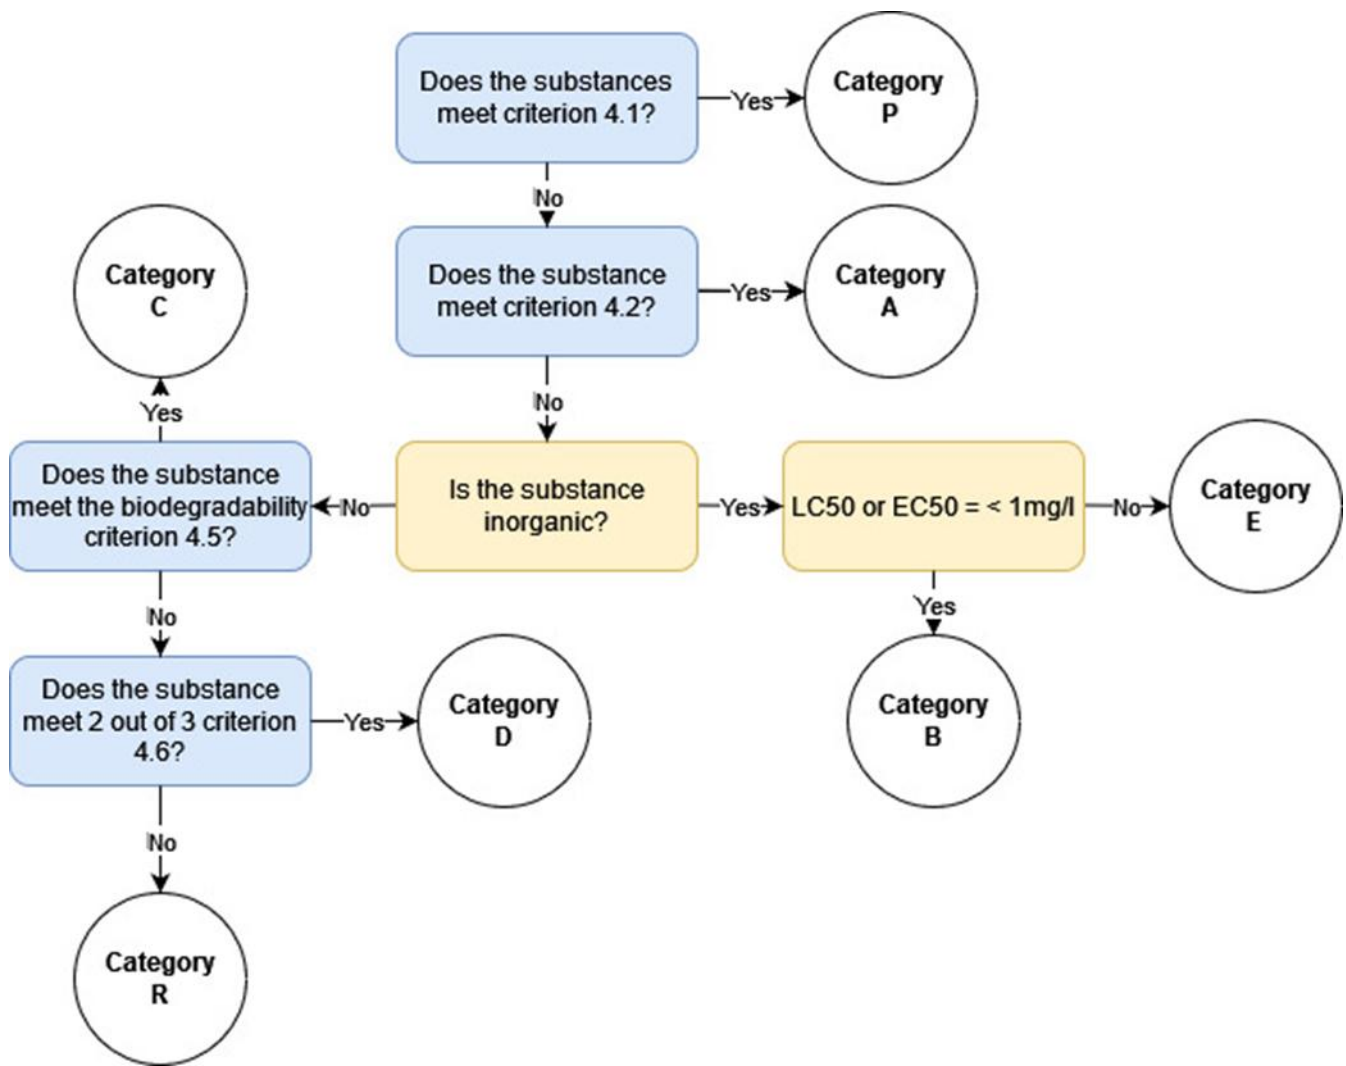 Does the substances
meet criterion 4.1?
Yes
Category
P
No
Does the substance
meet criterion 4.2?
Yes
Category
A
No
Category
C
Yes
Does the substance
meet the biodegradability
criterion 4.5?
No
Is the substance
inorganic?
Yes
LC50 or EC50 = < 1mg/l
No
Category
E
Yes
Category
B
No
Does the substance
meet 2 out of 3 criterion
4.6?
Yes
Category
D
No
Category
R